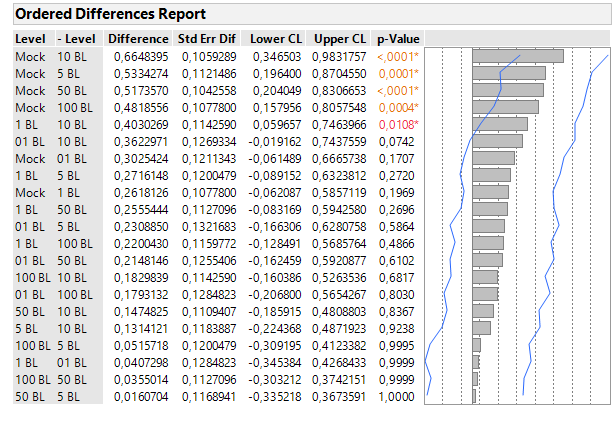 Ordered Differences Report
Level - Level Difference Std Err Dif Lower CL Upper CL p-Value
Mock 10 BL 0,6648395 0,1059289 0,346503 0,9831757 <,0001*
Mock 5 BL 0,5334274 0,1121486 0,196400 0,8704550 0,0001*
Mock 50 BL 0,5173570 0,1042558 0,204049 0,8306653 <,0001*
Mock 100 BL 0,4818556 0,1077800 0,157956 0,8057548 0,0004*
1 BL 10 BL 0,4030269 0,1142590 0,059657 0,7463966 0,0108*
01 BL 10 BL 0,3622971 0,1269334 -0,019162 0,7437559 0,0742
Mock 01 BL 0,3025424 0,1211343 -0,061489 0,6665738 0,1707
1 BL 5 BL 0,2716148 0,1200479 -0,089152 0,6323812 0,2720
Mock 1 BL 0,2618126 0,1077800 -0,062087 0,5857119 0,1969
1 BL 50 BL 0,2555444 0,1127096 -0,083169 0,5942580 0,2696
01 BL 5 BL 0,2308850 0,1321683 -0,166306 0,6280758 0,5864
1 BL 100 BL 0,2200430 0,1159772 -0,128491 0,5685764 0,4866
01 BL 50 BL 0,2148146 0,1255406 -0,162459 0,5920877 0,6102
100 BL 10 BL 0,1829839 0,1142590 -0,160386 0,5263536 0,6817
01 BL 100 BL 0,1793132 0,1284823 -0,206800 0,5654267 0,8030
50 BL 10 BL 0,1474825 0,1109407 -0,185915 0,4808803 0,8367
5 BL 10 BL 0,1314121 0,1183887 -0,224368 0,4871923 0,9238
100 BL 5 BL 0,0515718 0,1200479 -0,309195 0,4123382 0,9995
1 BL 01 BL 0,0407298 0,1284823 -0,345384 0,4268433 0,9999
100 BL 50 BL 0,0355014 0,1127096 -0,303212 0,3742151 0,9999
50 BL 5 BL 0,0160704 0,1168941 -0,335218 0,3673591 1,0000